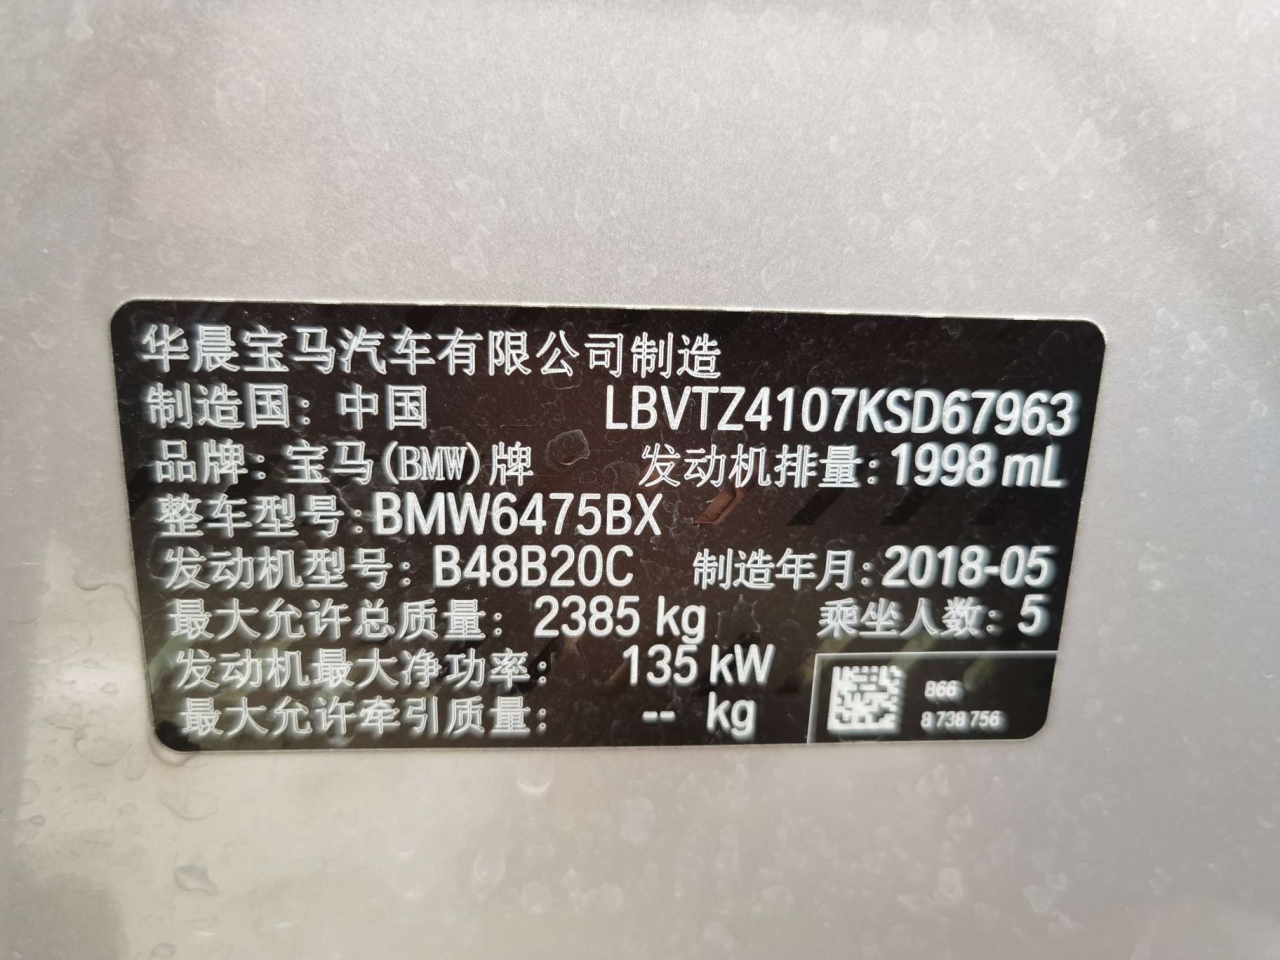 华晨宝马汽车有限公司制造
制造国：中国 LBVTZ4107KSD67963
品牌：宝马(BMW)牌 发动机排量：1998 mL
整车型号：BMW6475BX
发动机型号：B48B20C 制造年月：2018-05
最大允许总质量：2385 kg 乘坐人数：5
发动机最大净功率：135 kW
最大允许牵引质量：-- kg
866
8 738 756